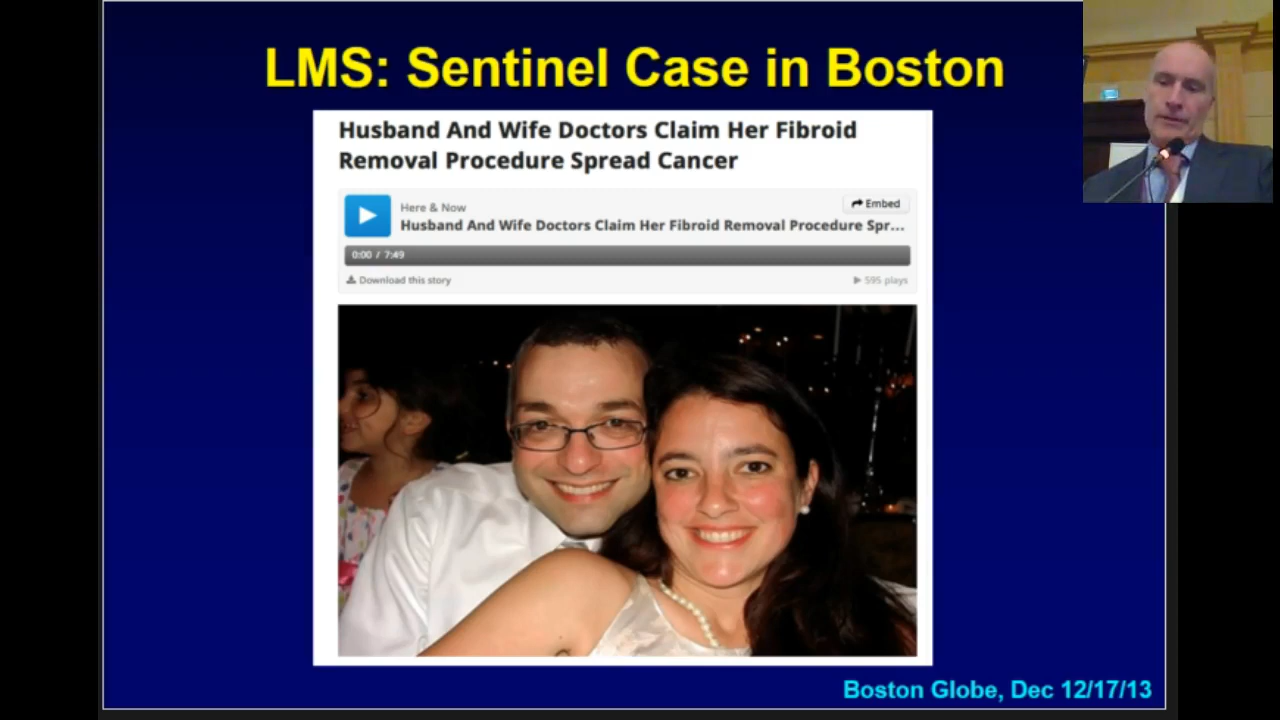 LMS: Sentinel Case in Boston
Husband And Wife Doctors Claim Her Fibroid
Removal Procedure Spread Cancer
Here & Now
Embed
Husband And Wife Doctors Claim Her Fibroid Removal Procedure Spr...
0:00 / 7:49
Download this story
595 plays
Boston Globe, Dec 12/17/13